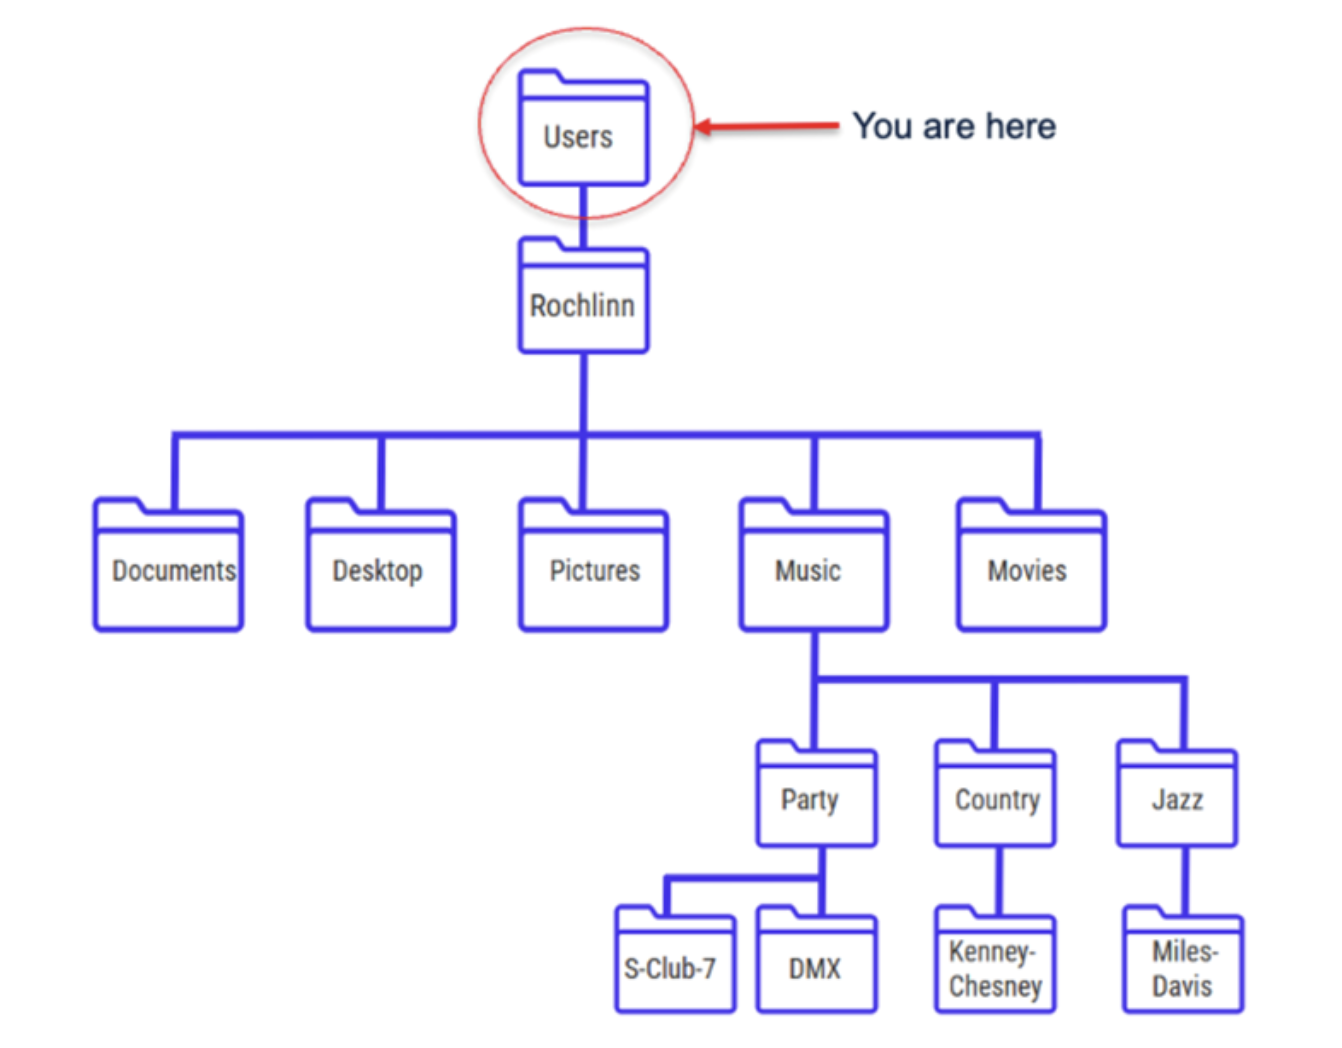 Users
You are here
Rochlinn
Documents
Desktop
Pictures
Music
Movies
Party
Country
Jazz
S-Club-7
DMX
Kenney-
Chesney
Miles-
Davis